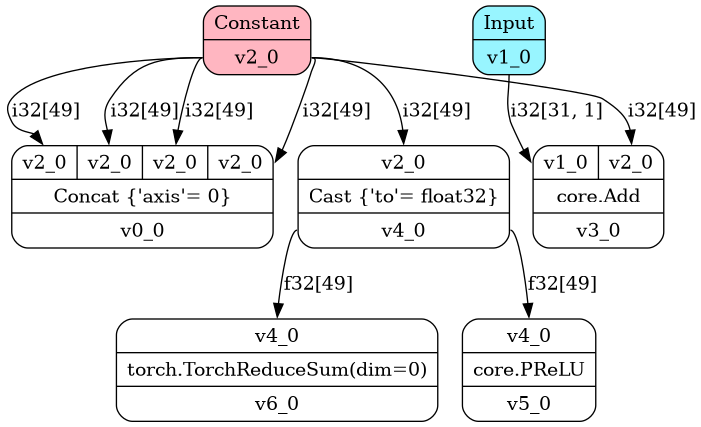 Constant
v2_0
Input
v1_0
i32[49]
i32[49]
i32[49]
i32[49]
i32[49]
i32[31, 1]
i32[49]
v2_0 v2_0 v2_0 v2_0
Concat {'axis'= 0}
v0_0
v2_0
Cast {'to'= float32}
v4_0
v1_0 v2_0
core.Add
v3_0
f32[49]
f32[49]
v4_0
torch.TorchReduceSum(dim=0)
v6_0
v4_0
core.PReLU
v5_0